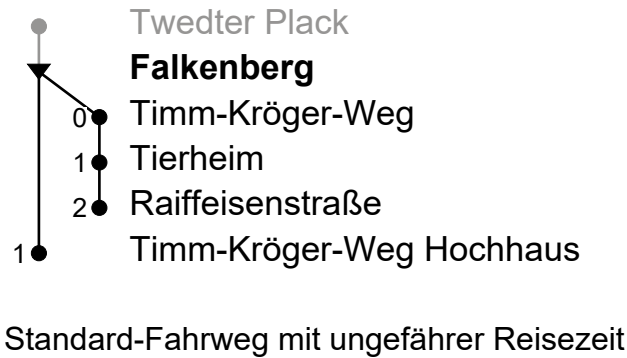 Twedter Plack
Falkenberg
0 Timm-Kröger-Weg
1 Tierheim
2 Raiffeisenstraße
1 Timm-Kröger-Weg Hochhaus
Standard-Fahrweg mit ungefährer Reisezeit